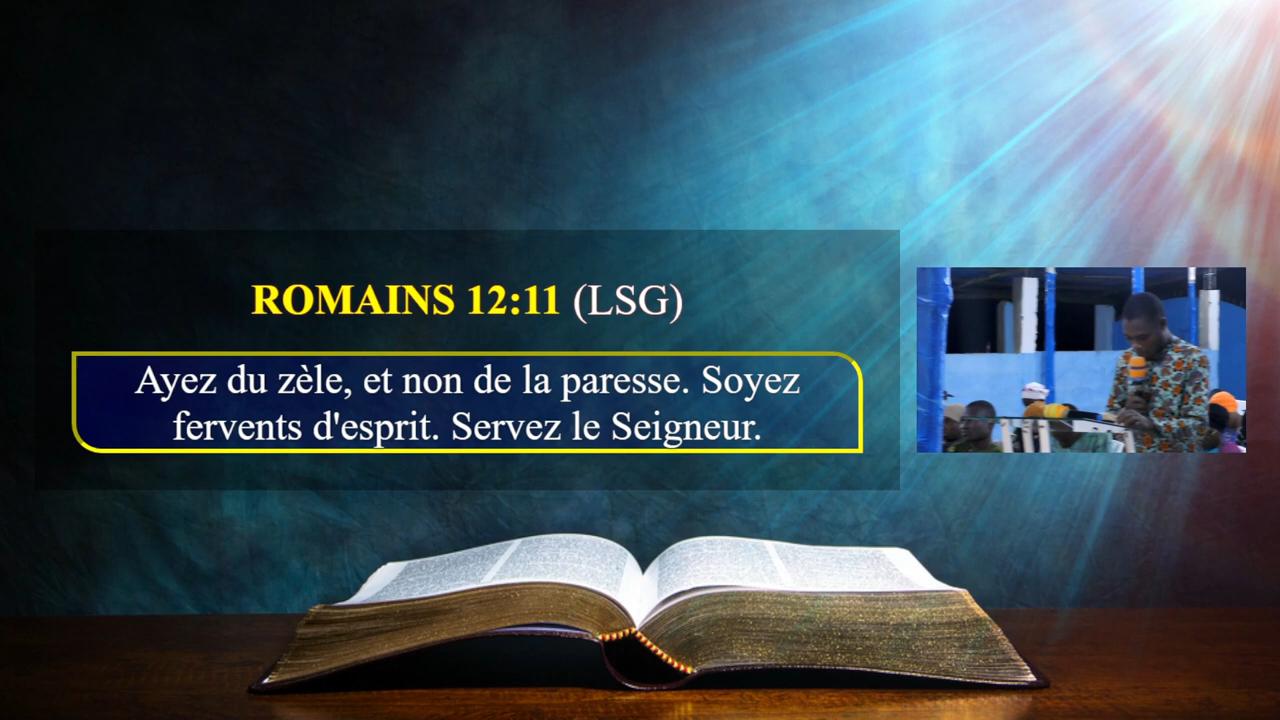 ROMAINS 12:11 (LSG)
Ayez du zèle, et non de la paresse. Soyez
fervents d'esprit. Servez le Seigneur.